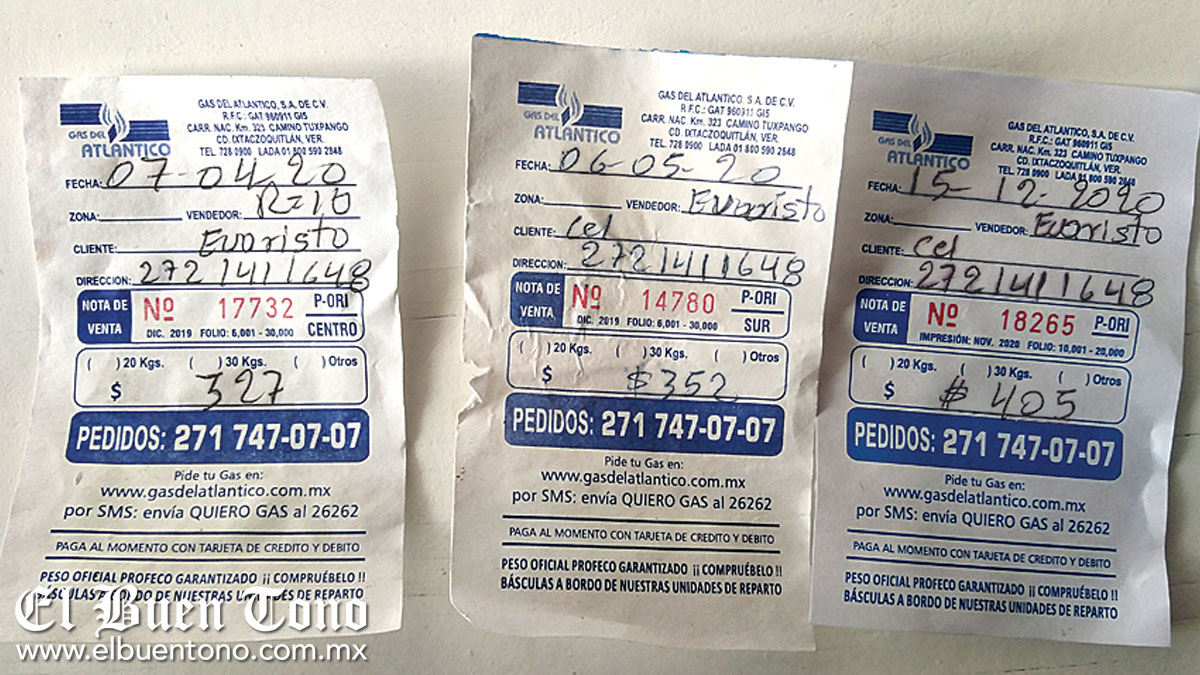 GAS DEL ATLANTICO
GAS DEL ATLANTICO, S.A. DE C.V.
R.F.C.: GAT 960911 GI5
CARR. NAC. Km. 323 CAMINO TUXPANGO
CD. IXTACZOQUITLÁN, VER.
TEL. 728 0900 LADA 01 800 590 2848
FECHA: 07-04-20
ZONA: VENDEDOR: R=10
CLIENTE: Evaristo
DIRECCION: 2721411648
NOTA DE VENTA Nº 17732 P-ORI
DIC. 2019 FOLIO: 6,001 - 30,000 CENTRO
( ) 20 Kgs. ( ) 30 Kgs. ( ) Otros
$ 327
PEDIDOS: 271 747-07-07
Pide tu Gas en:
www.gasdelatlantico.com.mx
por SMS: envía QUIERO GAS al 26262
PAGA AL MOMENTO CON TARJETA DE CREDITO Y DEBITO
PESO OFICIAL PROFECO GARANTIZADO ¡¡ COMPRUÉBELO !!
BÁSCULAS A BORDO DE NUESTRAS UNIDADES DE REPARTO
GAS DEL ATLANTICO
GAS DEL ATLANTICO, S.A. DE C.V.
R.F.C.: GAT 960911 GI5
CARR. NAC. Km. 323 CAMINO TUXPANGO
CD. IXTACZOQUITLÁN, VER.
TEL. 728 0900 LADA 01 800 590 2848
FECHA: 06-05-20
ZONA: VENDEDOR: Evaristo
CLIENTE: Cel
DIRECCION: 2721411648
NOTA DE VENTA Nº 14780 P-ORI
DIC. 2019 FOLIO: 6,001 - 30,000 SUR
( ) 20 Kgs. ( ) 30 Kgs. ( ) Otros
$ $352
PEDIDOS: 271 747-07-07
Pide tu Gas en:
www.gasdelatlantico.com.mx
por SMS: envía QUIERO GAS al 26262
PAGA AL MOMENTO CON TARJETA DE CREDITO Y DEBITO
PESO OFICIAL PROFECO GARANTIZADO ¡¡ COMPRUÉBELO !!
BÁSCULAS A BORDO DE NUESTRAS UNIDADES DE REPARTO
GAS DEL ATLANTICO
GAS DEL ATLANTICO, S.A. DE C.V.
R.F.C.: GAT 960911 GI5
CARR. NAC. Km. 323 CAMINO TUXPANGO
CD. IXTACZOQUITLÁN, VER.
TEL. 728 0900 LADA 01 800 590 2848
FECHA: 15-12-2020
ZONA: VENDEDOR: Evaristo
CLIENTE: Cel
DIRECCION: 2721411648
NOTA DE VENTA Nº 18265 P-ORI
IMPRESIÓN: NOV. 2020 FOLIO: 10,001 - 20,000
( ) 20 Kgs. ( ) 30 Kgs. ( ) Otros
$ $405
PEDIDOS: 271 747-07-07
Pide tu Gas en:
www.gasdelatlantico.com.mx
por SMS: envía QUIERO GAS al 26262
PAGA AL MOMENTO CON TARJETA DE CREDITO Y DEBITO
PESO OFICIAL PROFECO GARANTIZADO ¡¡ COMPRUÉBELO !!
BÁSCULAS A BORDO DE NUESTRAS UNIDADES DE REPARTO
El Buen Tono
www.elbuentono.com.mx